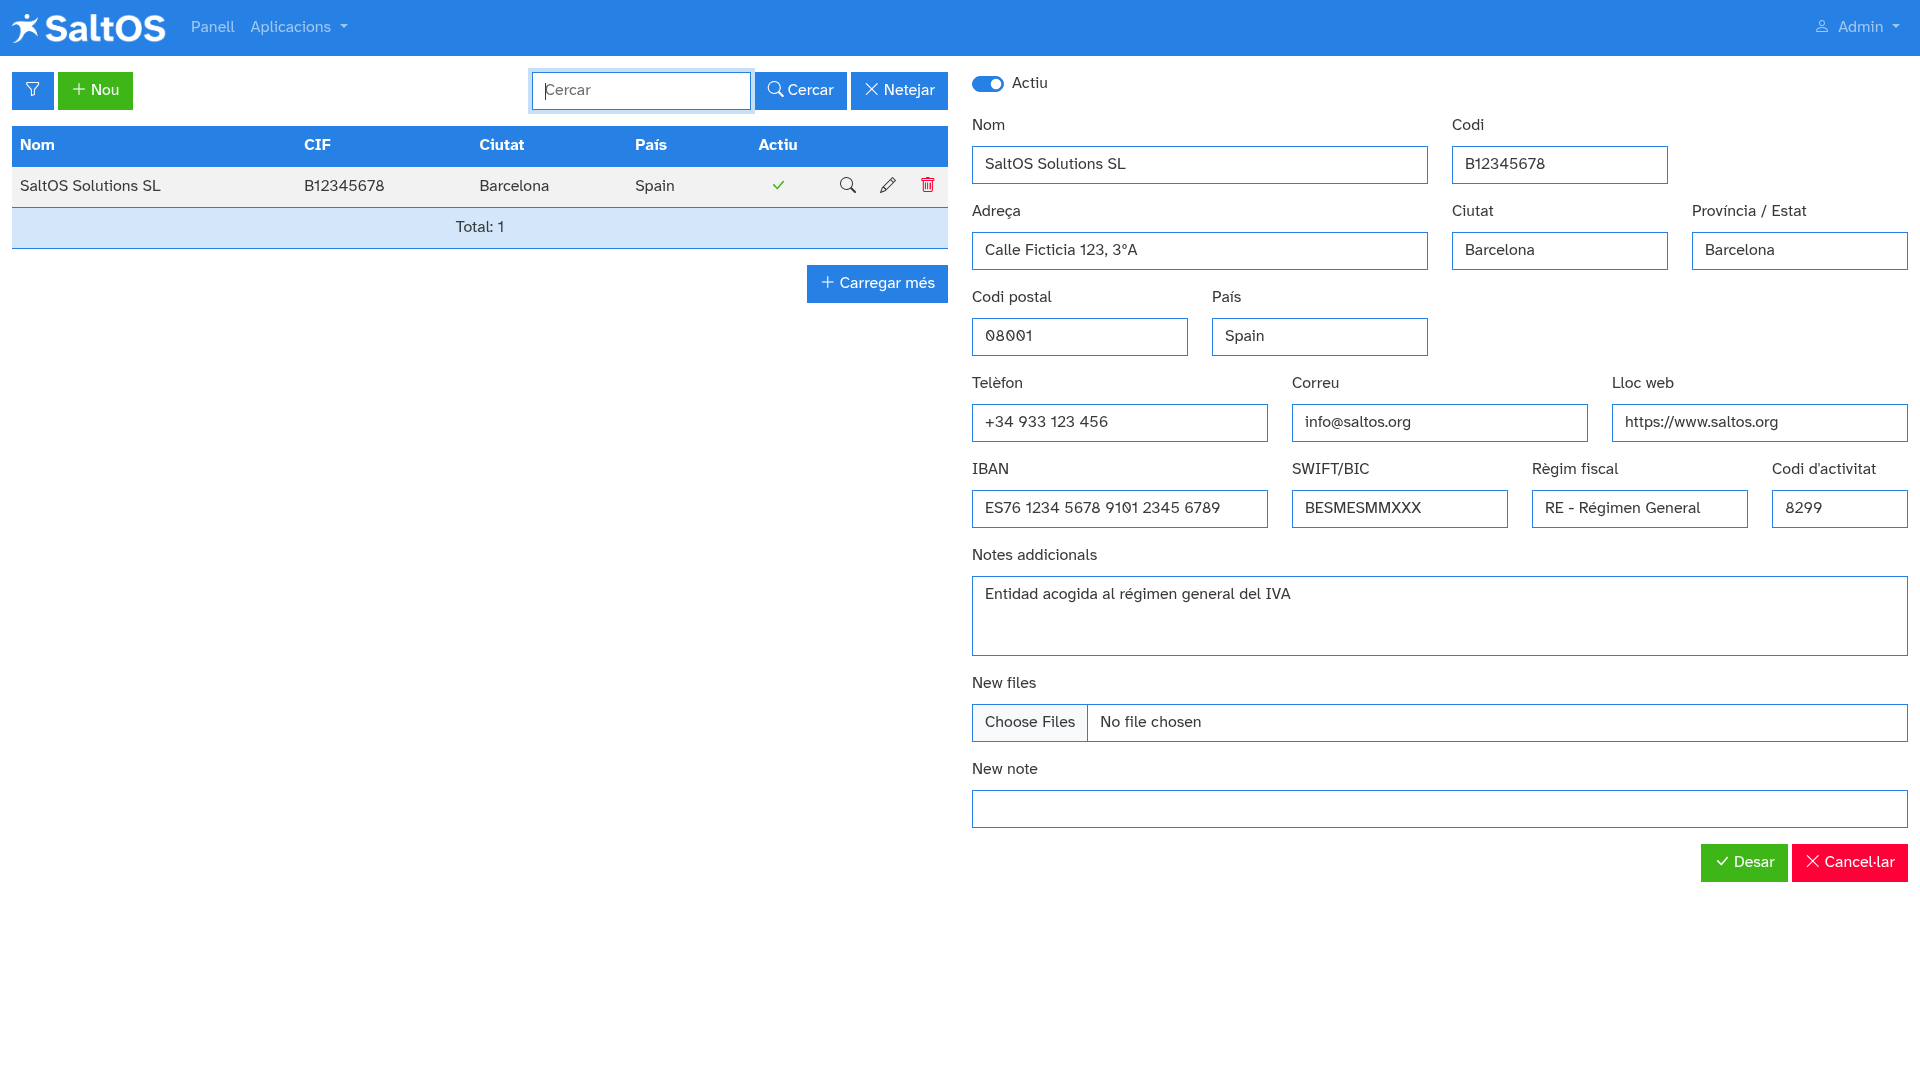 SaltOS Panell Aplicacions Admin
Nou Cercar Cercar Netejar
Nom CIF Ciutat País Actiu
SaltOS Solutions SL B12345678 Barcelona Spain
Total: 1
Carregar més
Actiu
Nom Codi
SaltOS Solutions SL B12345678
Adreça Ciutat Província / Estat
Calle Ficticia 123, 3ºA Barcelona Barcelona
Codi postal País
08001 Spain
Telèfon Correu Lloc web
+34 933 123 456 info@saltos.org https://www.saltos.org
IBAN SWIFT/BIC Règim fiscal Codi d'activitat
ES76 1234 5678 9101 2345 6789 BESMESMMXXX RE - Régimen General 8299
Notes addicionals
Entidad acogida al régimen general del IVA
New files
Choose Files No file chosen
New note
Desar Cancel·lar